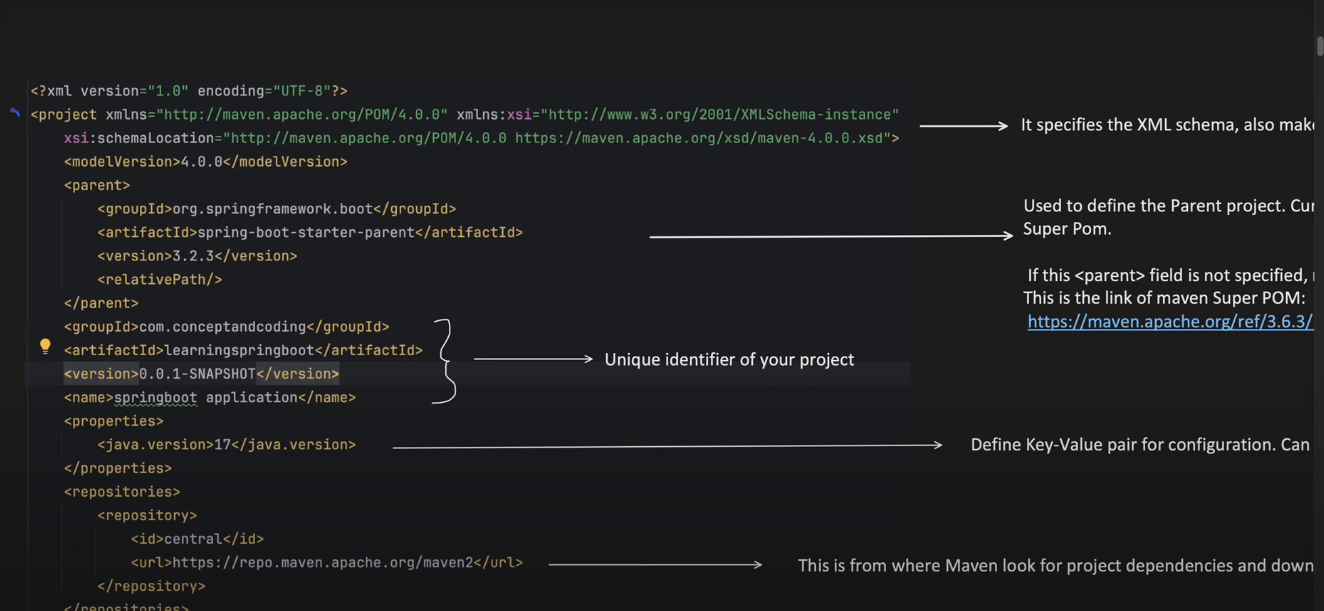 <?xml version="1.0" encoding="UTF-8"?>
<project xmlns="http://maven.apache.org/POM/4.0.0" xmlns:xsi="http://www.w3.org/2001/XMLSchema-instance"
xsi:schemaLocation="http://maven.apache.org/POM/4.0.0 https://maven.apache.org/xsd/maven-4.0.0.xsd">
It specifies the XML schema, also make
<modelVersion>4.0.0</modelVersion>
<parent>
<groupId>org.springframework.boot</groupId>
<artifactId>spring-boot-starter-parent</artifactId>
<version>3.2.3</version>
<relativePath/>
</parent>
Used to define the Parent project. Cur
Super Pom.
If this <parent> field is not specified,
This is the link of maven Super POM:
https://maven.apache.org/ref/3.6.3/
<groupId>com.conceptandcoding</groupId>
<artifactId>learningspringboot</artifactId>
<version>0.0.1-SNAPSHOT</version>
<name>springboot application</name>
Unique identifier of your project
<properties>
<java.version>17</java.version>
Define Key-Value pair for configuration. Can
</properties>
<repositories>
<repository>
<id>central</id>
<url>https://repo.maven.apache.org/maven2</url>
This is from where Maven look for project dependencies and down
</repository>
</repositories>